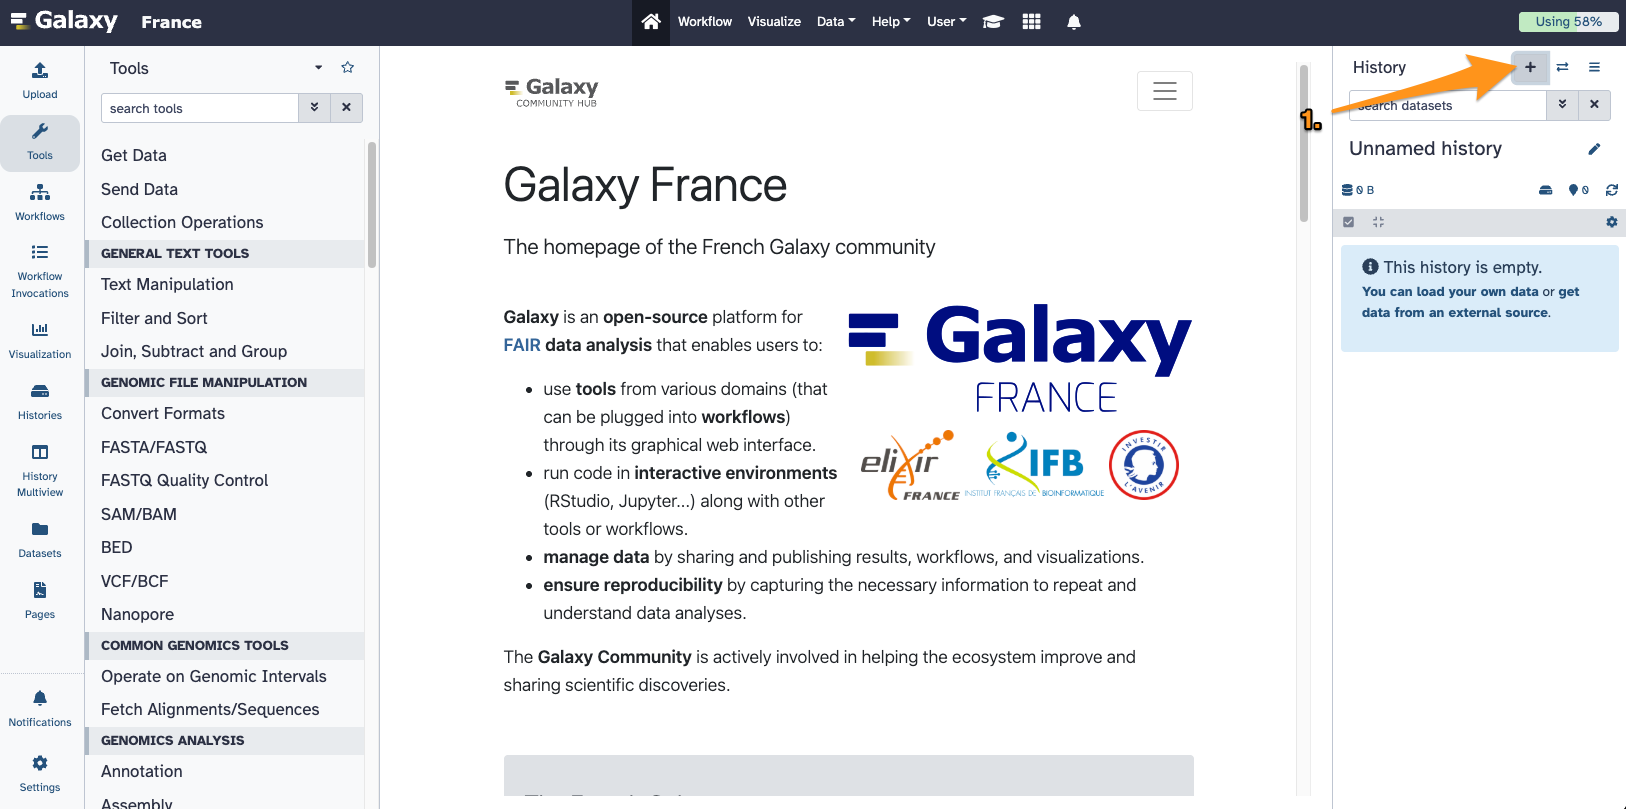 Galaxy France
Workflow Visualize Data Help User
Using 58%
Upload
Tools
Workflows
Workflow
Invocations
Visualization
Histories
History
Multiview
Datasets
Pages
Notifications
Settings
Tools
search tools
Get Data
Send Data
Collection Operations
GENERAL TEXT TOOLS
Text Manipulation
Filter and Sort
Join, Subtract and Group
GENOMIC FILE MANIPULATION
Convert Formats
FASTA/FASTQ
FASTQ Quality Control
SAM/BAM
BED
VCF/BCF
Nanopore
COMMON GENOMICS TOOLS
Operate on Genomic Intervals
Fetch Alignments/Sequences
GENOMICS ANALYSIS
Annotation
Assembly
Galaxy
COMMUNITY HUB
Galaxy France
The homepage of the French Galaxy community
Galaxy is an open-source platform for
FAIR data analysis that enables users to:
• use tools from various domains (that
can be plugged into workflows)
through its graphical web interface.
• run code in interactive environments
(RStudio, Jupyter...) along with other
tools or workflows.
• manage data by sharing and publishing results, workflows, and visualizations.
• ensure reproducibility by capturing the necessary information to repeat and
understand data analyses.
The Galaxy Community is actively involved in helping the ecosystem improve and
sharing scientific discoveries.
Galaxy
FRANCE
elixir
FRANCE
IFB
INSTITUT FRANÇAIS DE BIOINFORMATIQUE
INVESTIR
L'AVENIR
1.
History
search datasets
Unnamed history
0 B
0
This history is empty.
You can load your own data or get
data from an external source.